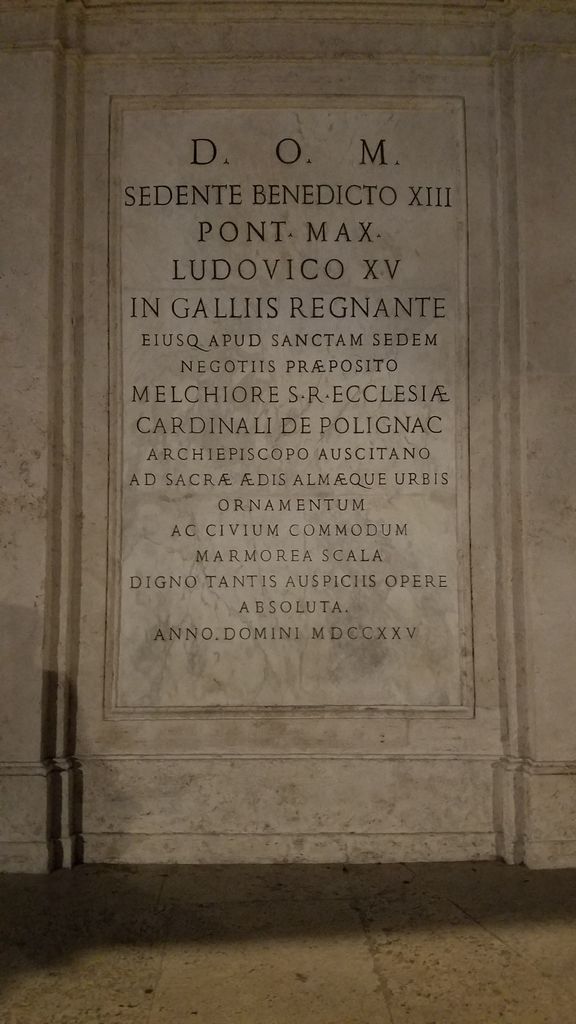 D. O. M.
SEDENTE BENEDICTO XIII
PONT· MAX·
LUDOVICO XV
IN GALLIIS REGNANTE
EIUSQ APUD SANCTAM SEDEM
NEGOTIIS PRÆPOSITO
MELCHIORE S·R·ECCLESIÆ
CARDINALI DE POLIGNAC
ARCHIEPISCOPO AUSCITANO
AD SACRÆ ÆDIS ALMÆQUE URBIS
ORNAMENTUM
AC CIVIUM COMMODUM
MARMOREA SCALA
DIGNO TANTIS AUSPICIIS OPERE
ABSOLUTA.
ANNO.DOMINI MDCCXXV